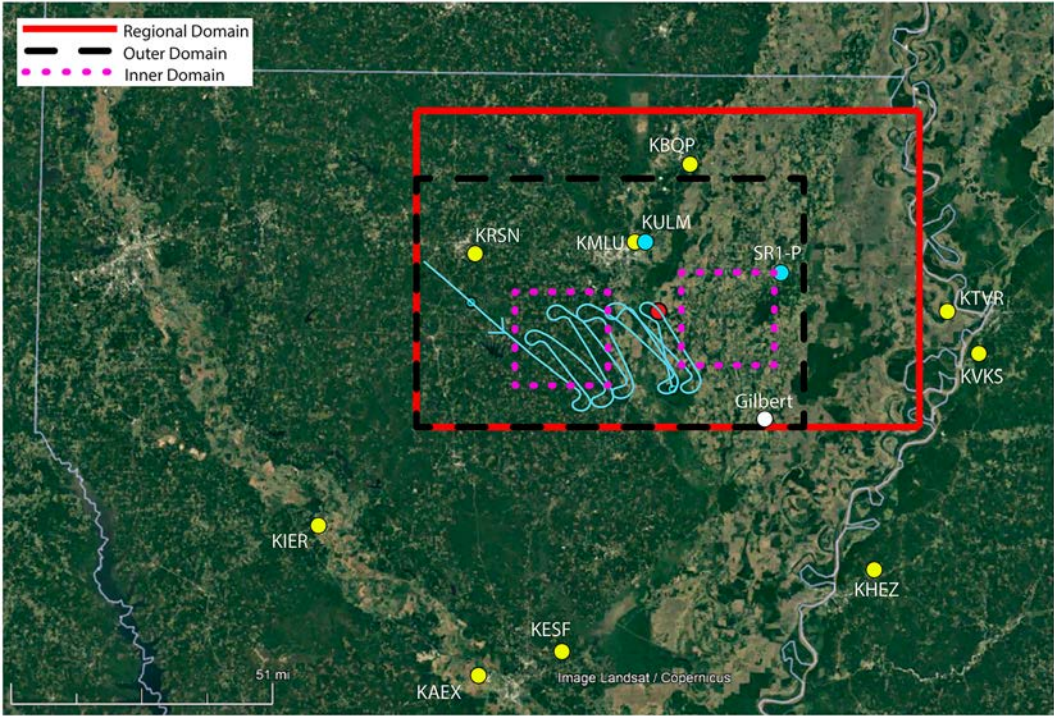 Regional Domain
Outer Domain
Inner Domain
KBQP
KRSN
KMLU
KULM
SR1-P
KTVR
KVKS
Gilbert
KIER
KHEZ
KESF
KAEX
51 mi
Image Landsat / Copernicus